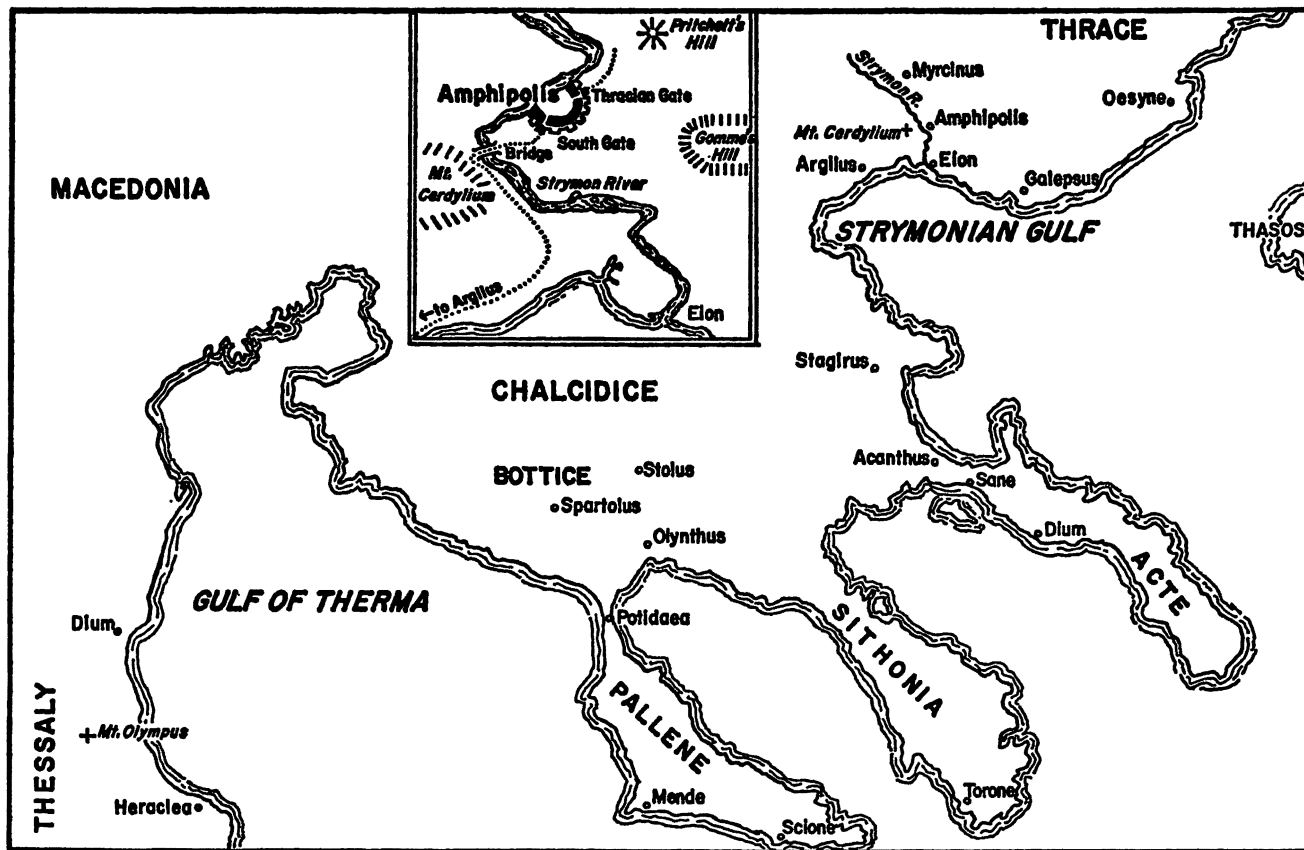 THRACE
Pritchett's
Hill
Amphipolis
Thracian Gate
South Gate
Bridge
Gomme's
Hill
Mt.
Cerdylium
Strymon River
←to Argilus
Eion
Strymon R.
Myrcinus
Oesyne
Amphipolis
Mt. Cerdylium
Argilus
Eion
Galepsus
MACEDONIA
STRYMONIAN GULF
THASOS
Stagirus
CHALCIDICE
Acanthus
Sane
BOTTICE
Stolus
Spartolus
Olynthus
Dium
ACTE
GULF OF THERMA
Dium
Potidaea
SITHONIA
PALLENE
THESSALY
Mt. Olympus
Heraclea
Mende
Scione
Torone